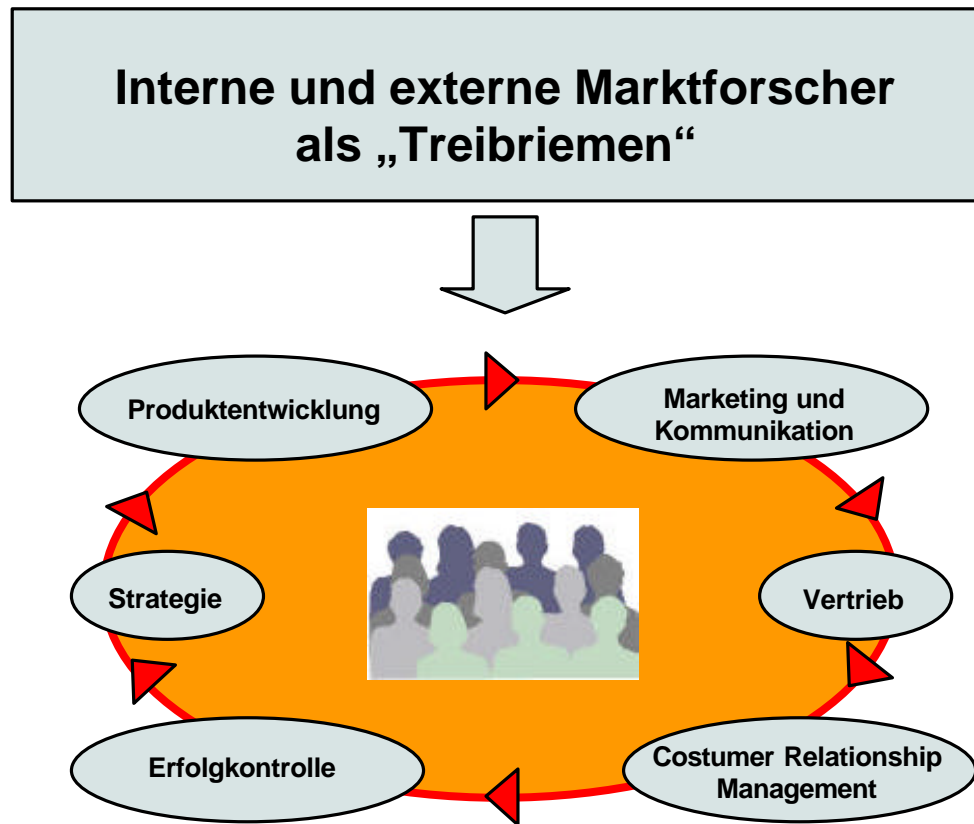 Interne und externe Marktforscher
als „Treibriemen“
Produktentwicklung
Marketing und
Kommunikation
Strategie
Vertrieb
Erfolgkontrolle
Costumer Relationship
Management